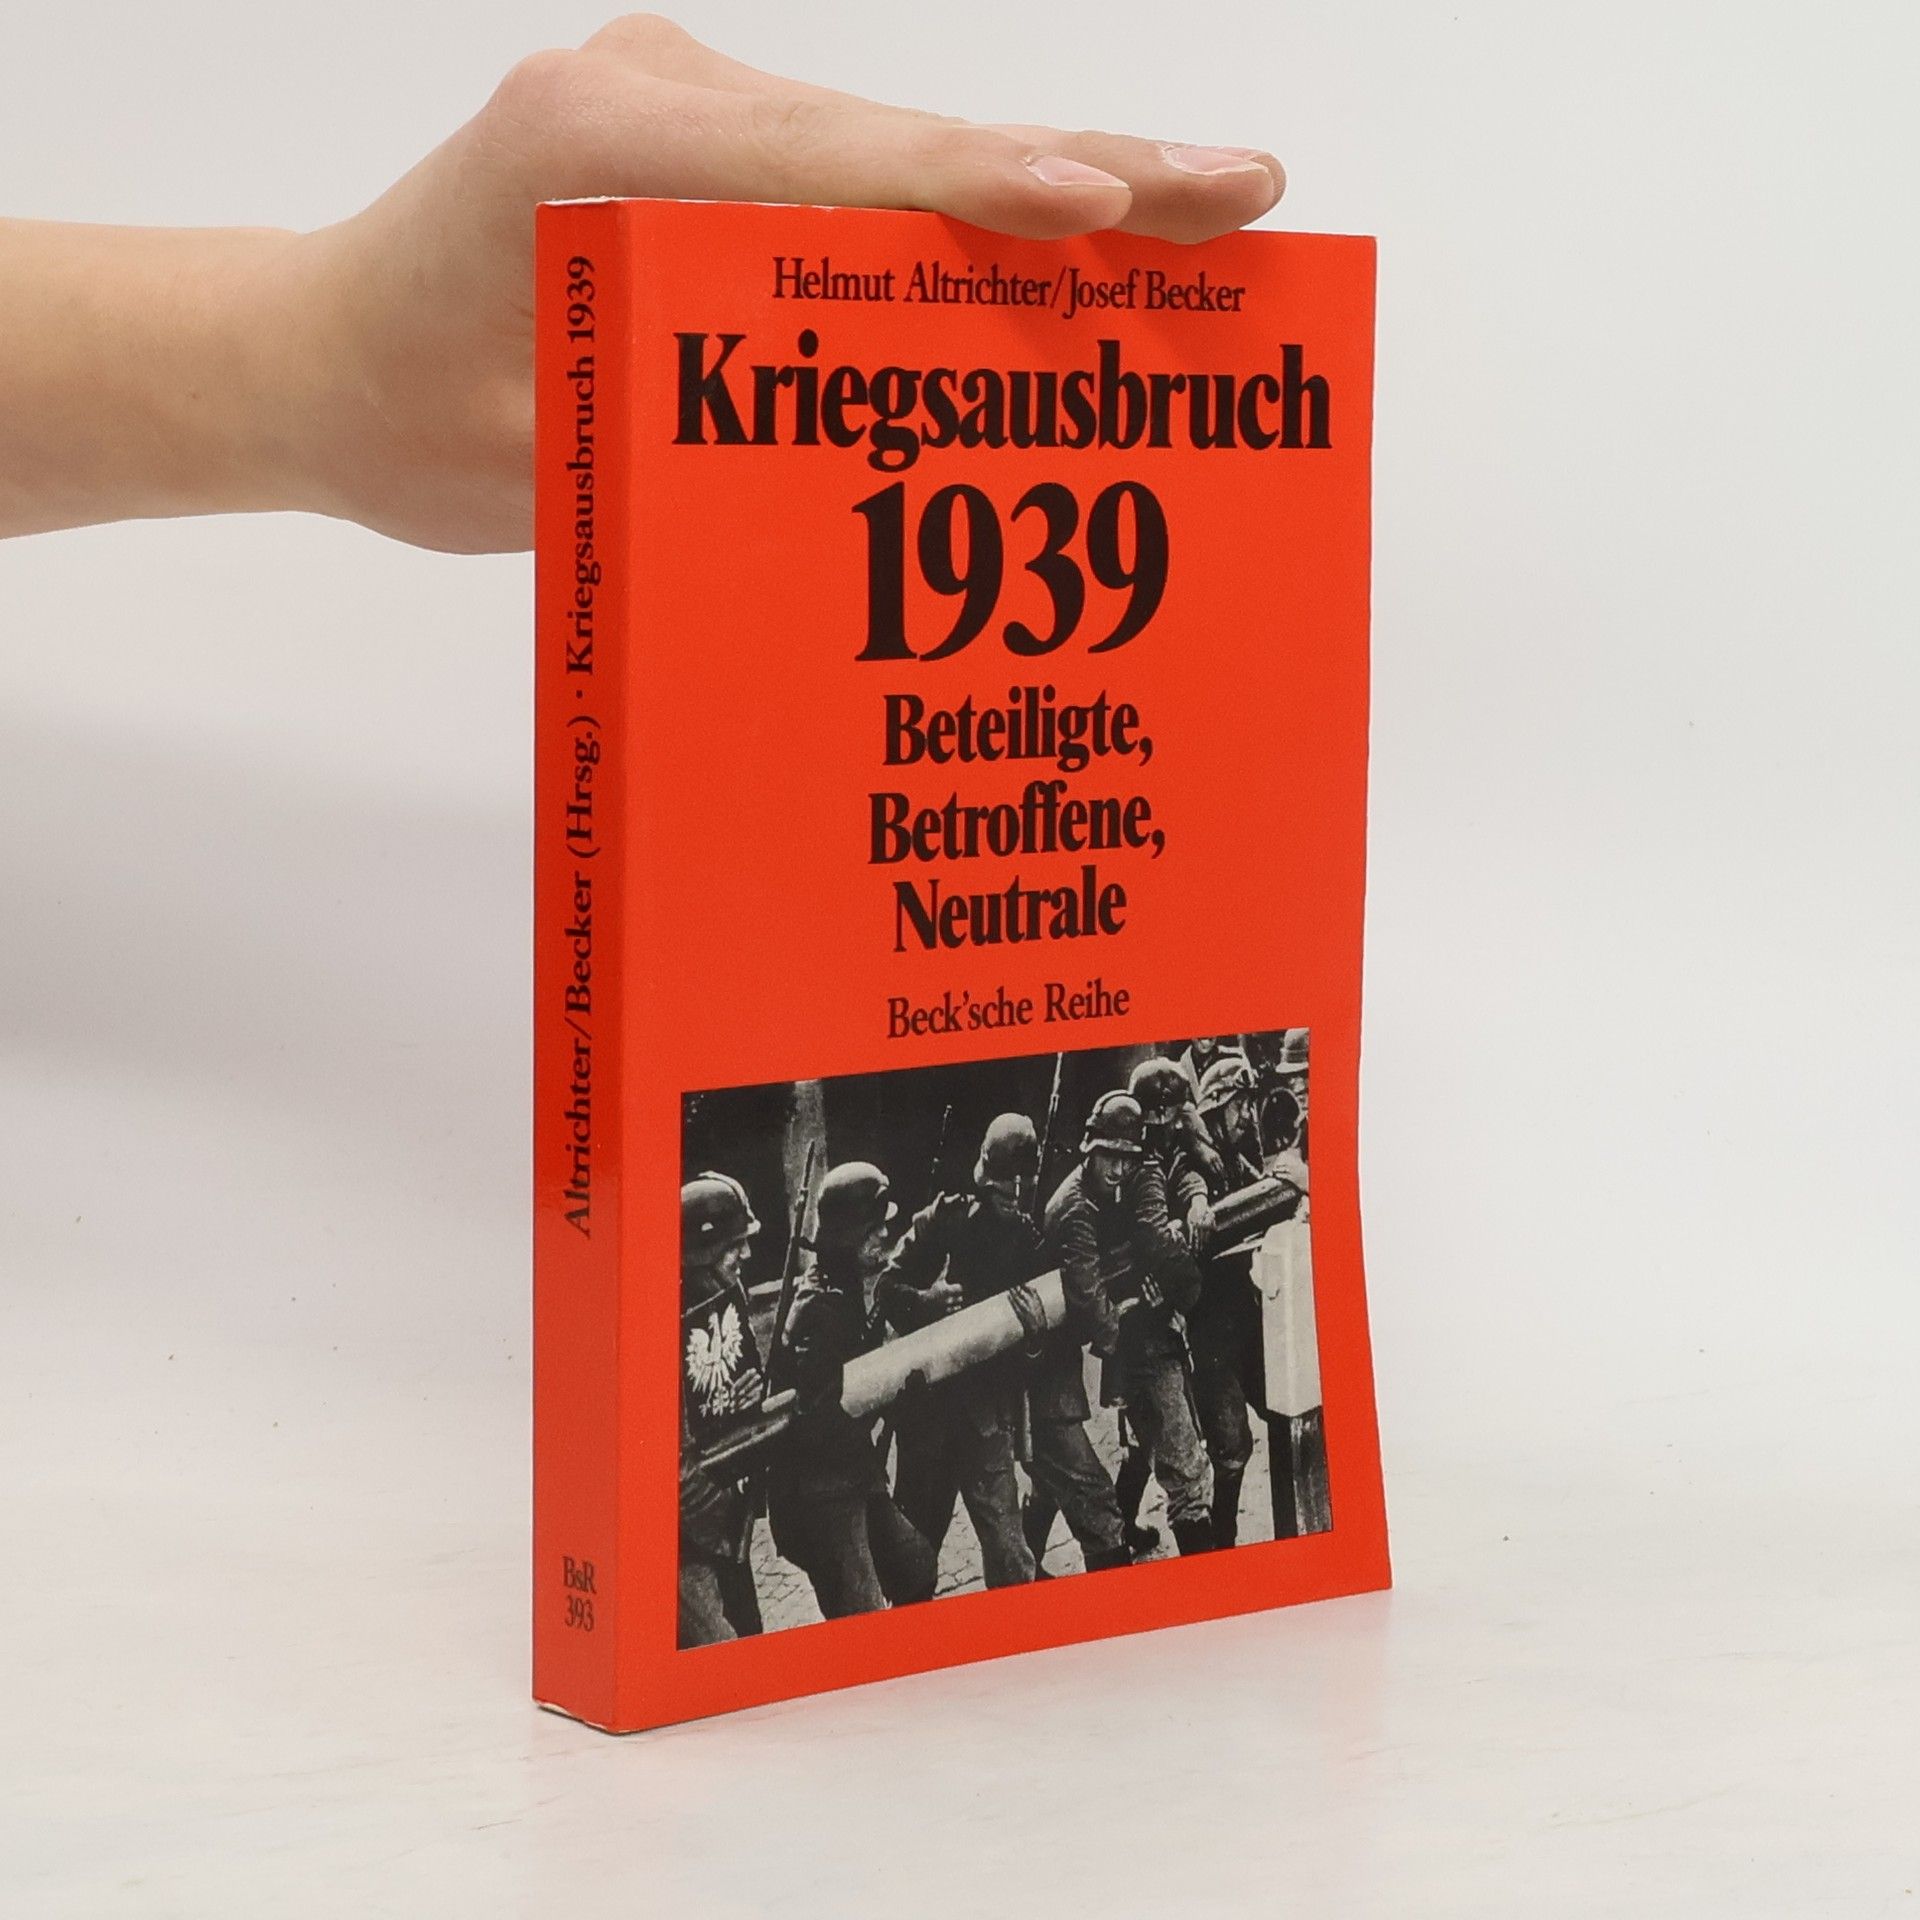 Helmut Altrichter/Josef Becker
Kriegsausbruch
1939
Beteiligte,
Betroffene,
Neutrale
Beck'sche Reihe
Altrichter/Becker (Hrsg.) · Kriegsausbruch 1939
BsR
393